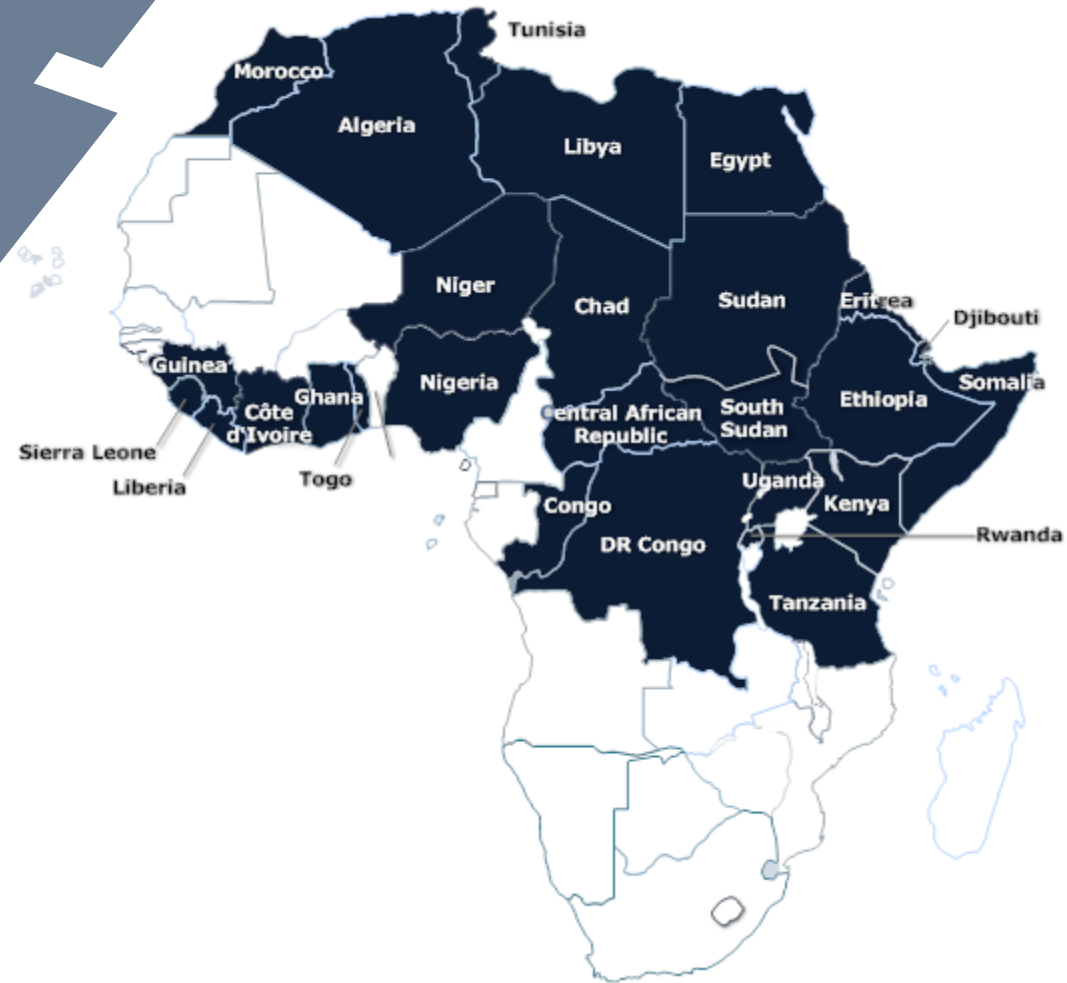 Tunisia
Morocco
Algeria
Libya
Egypt
Niger
Chad
Sudan
Eritrea
Djibouti
Guinea
Nigeria
Ghana
Somalia
Ethiopia
Côte
d'Ivoire
Central African
Republic
South
Sudan
Sierra Leone
Liberia
Togo
Uganda
Kenya
Congo
DR Congo
Rwanda
Tanzania